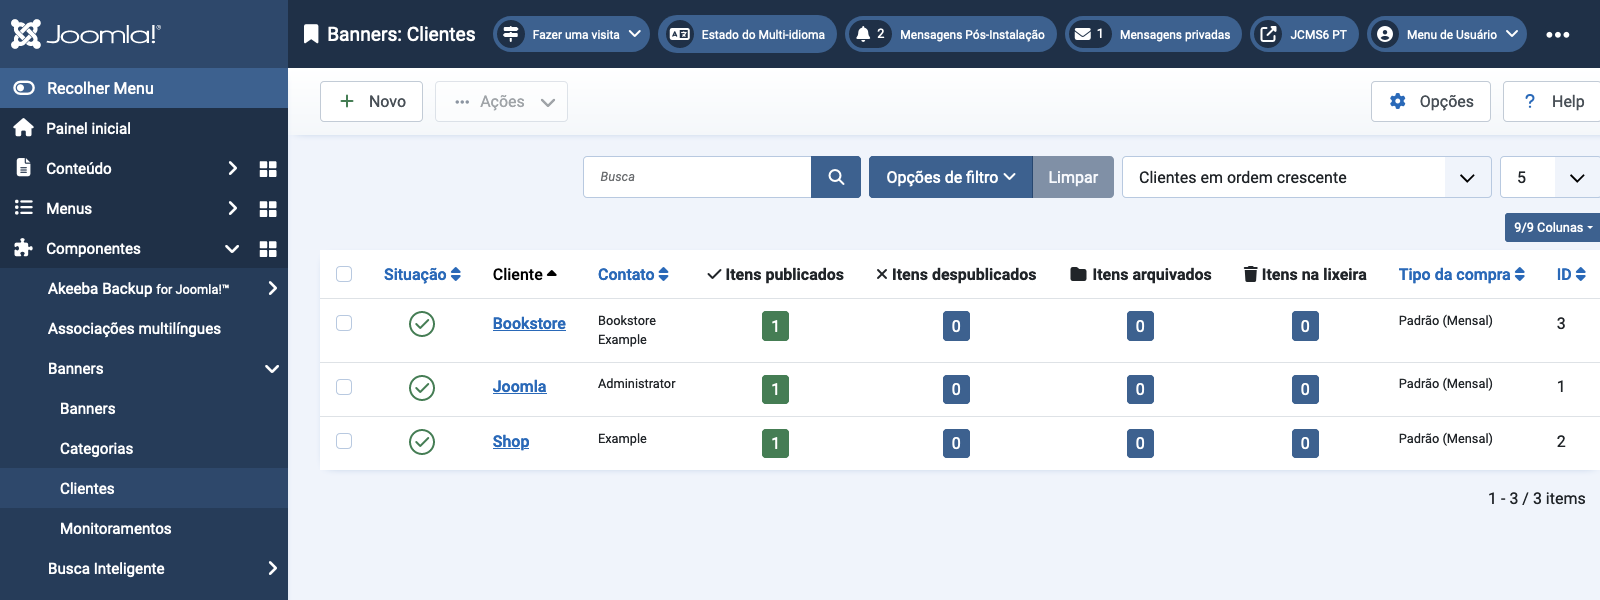 Joomla!®
Banners: Clientes
Fazer uma visita
Estado do Multi-idioma
2 Mensagens Pós-Instalação
1 Mensagens privadas
JCMS6 PT
Menu de Usuário
Recolher Menu
Painel inicial
Conteúdo
Menus
Componentes
Akeeba Backup for Joomla!™
Associações multilíngues
Banners
Banners
Categorias
Clientes
Monitoramentos
Busca Inteligente
+ Novo
Ações
Opções
? Help
Busca
Opções de filtro
Limpar
Clientes em ordem crescente
5
9/9 Colunas
Situação Cliente Contato Itens publicados Itens despublicados Itens arquivados Itens na lixeira Tipo da compra ID
Bookstore Bookstore 1 0 0 0 Padrão (Mensal) 3
Example
Joomla Administrator 1 0 0 0 Padrão (Mensal) 1
Shop Example 1 0 0 0 Padrão (Mensal) 2
1 - 3 / 3 items